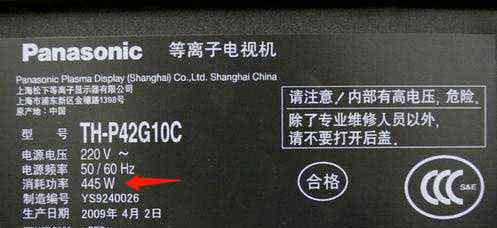 Panasonic 等离子电视机
Panasonic Plasma Display (Shanghai) Co.,Ltd. Shanghai China
上海松下等离子显示器有限公司
上海市浦东新区金穗路1398号
原产地：中国
型 号 TH-P42G10C
电源电压 220 V ~
电源频率 50 / 60 Hz
消耗功率 445 W
制造编号 YS9240026
生产日期 2009年 4月 2日
请注意！内部有高电压，危险。
除了专业维修人员以外，
请不要打开后盖。
合格
CCC
S&E